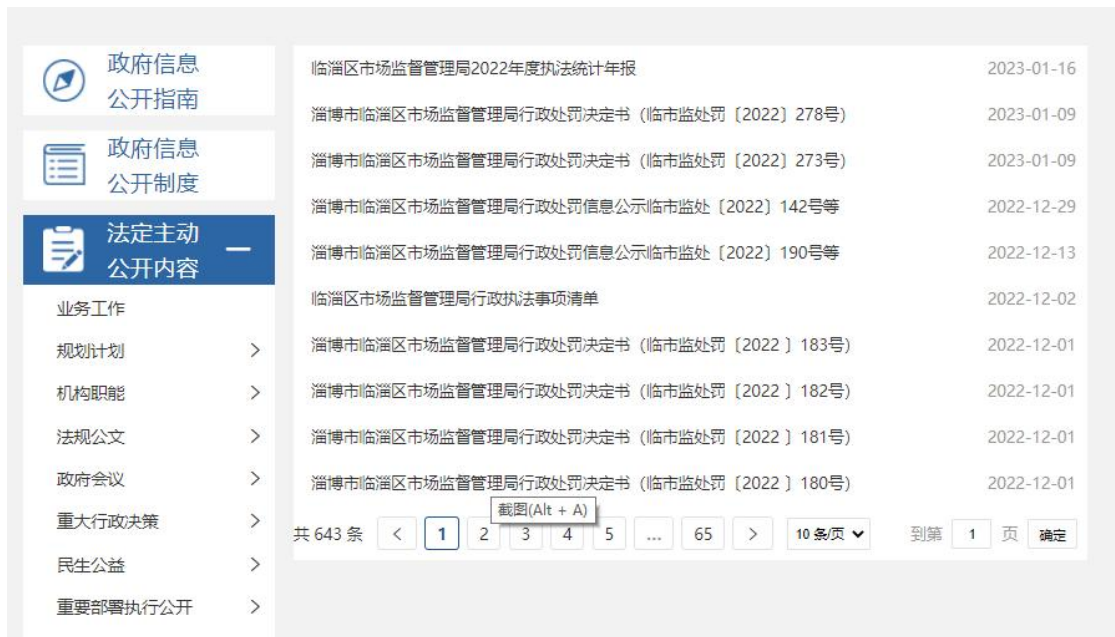 政府信息
公开指南
政府信息
公开制度
法定主动
公开内容
业务工作
规划计划
机构职能
法规公文
政府会议
重大行政决策
民生公益
重要部署执行公开
临淄区市场监督管理局2022年度执法统计年报 2023-01-16
淄博市临淄区市场监督管理局行政处罚决定书（临市监处罚〔2022〕278号） 2023-01-09
淄博市临淄区市场监督管理局行政处罚决定书（临市监处罚〔2022〕273号） 2023-01-09
淄博市临淄区市场监督管理局行政处罚信息公示临市监处〔2022〕142号等 2022-12-29
淄博市临淄区市场监督管理局行政处罚信息公示临市监处〔2022〕190号等 2022-12-13
临淄区市场监督管理局行政执法事项清单 2022-12-02
淄博市临淄区市场监督管理局行政处罚决定书（临市监处罚〔2022 〕183号） 2022-12-01
淄博市临淄区市场监督管理局行政处罚决定书（临市监处罚〔2022 〕182号） 2022-12-01
淄博市临淄区市场监督管理局行政处罚决定书（临市监处罚〔2022 〕181号） 2022-12-01
淄博市临淄区市场监督管理局行政处罚决定书（临市监处罚〔2022 〕180号） 2022-12-01
截图(Alt + A)
共 643 条 < 1 2 3 4 5 ... 65 > 10 条/页 到第 1 页 确定